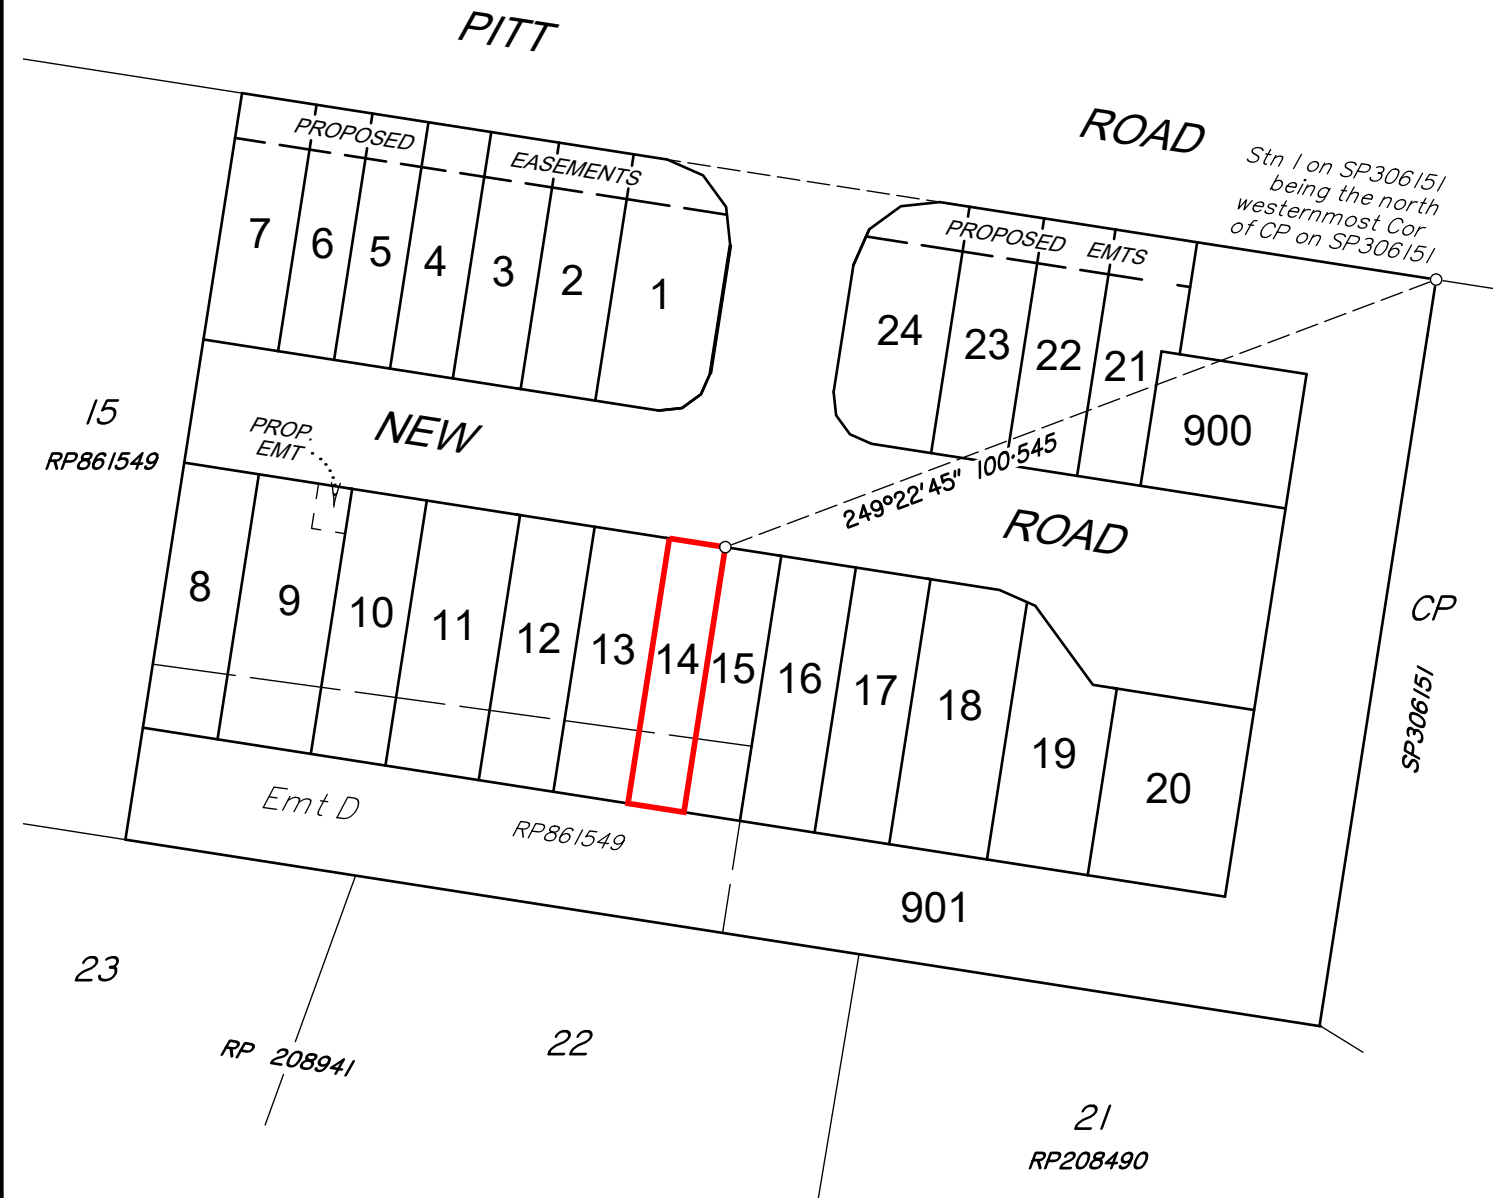 PITT
ROAD
Stn 1 on SP306151
being the north
westernmost Cor
of CP on SP306151
PROPOSED
EASEMENTS
PROPOSED EMTS
7
6
5
4
3
2
1
24
23
22
21
900
15
RP861549
PROP.
EMT
NEW
249°22'45" 100·545
ROAD
8
9
10
11
12
13
14
15
16
17
18
19
20
CP
SP306151
Emt D
RP861549
901
23
22
RP 208941
21
RP208490